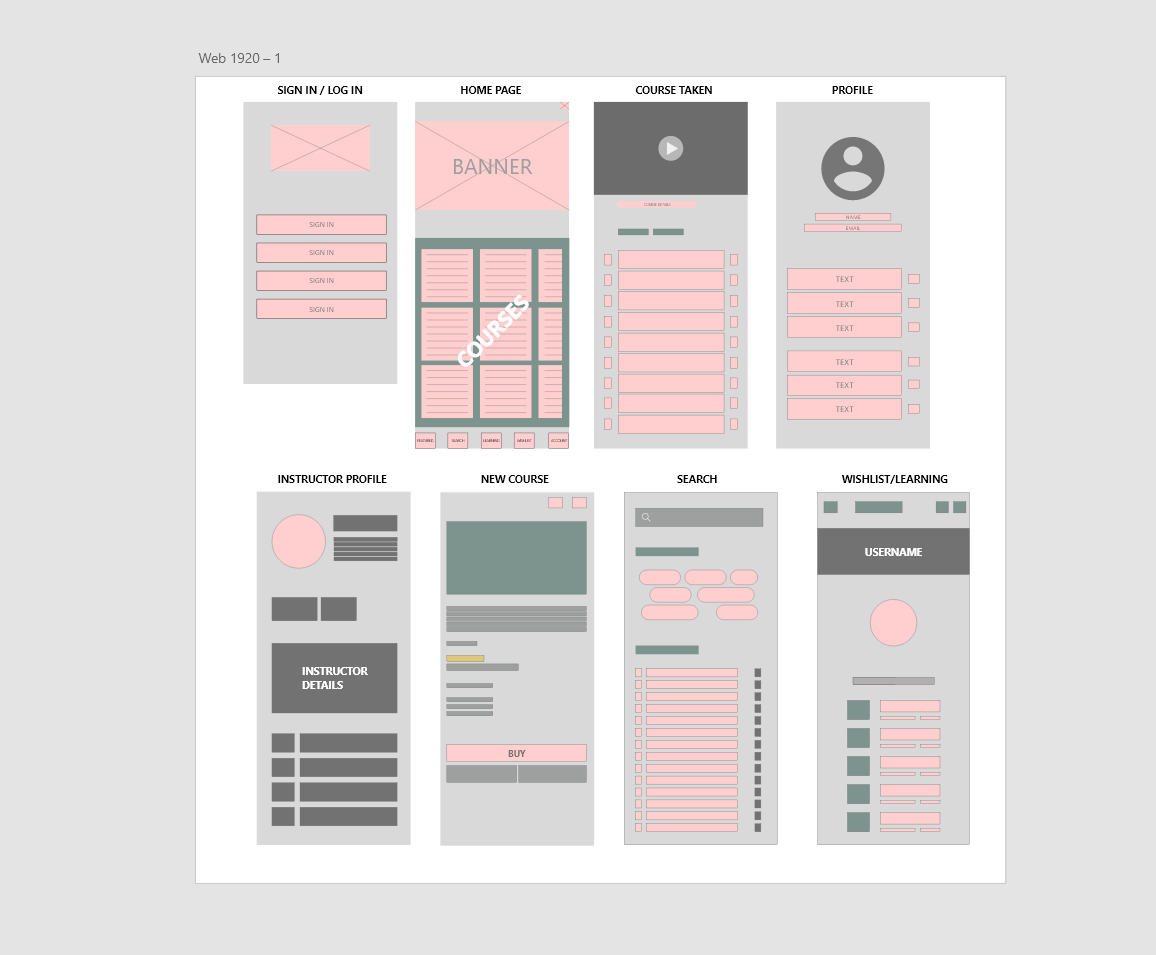 Web 1920 – 1
SIGN IN / LOG IN
HOME PAGE
COURSE TAKEN
PROFILE
BANNER
SIGN IN
SIGN IN
SIGN IN
SIGN IN
COURSES
FEATURED
SEARCH
LEARNING
WISHLIST
ACCOUNT
COURSE DETAILS
NAME
EMAIL
TEXT
TEXT
TEXT
TEXT
TEXT
TEXT
INSTRUCTOR PROFILE
NEW COURSE
SEARCH
WISHLIST/LEARNING
INSTRUCTOR
DETAILS
BUY
USERNAME